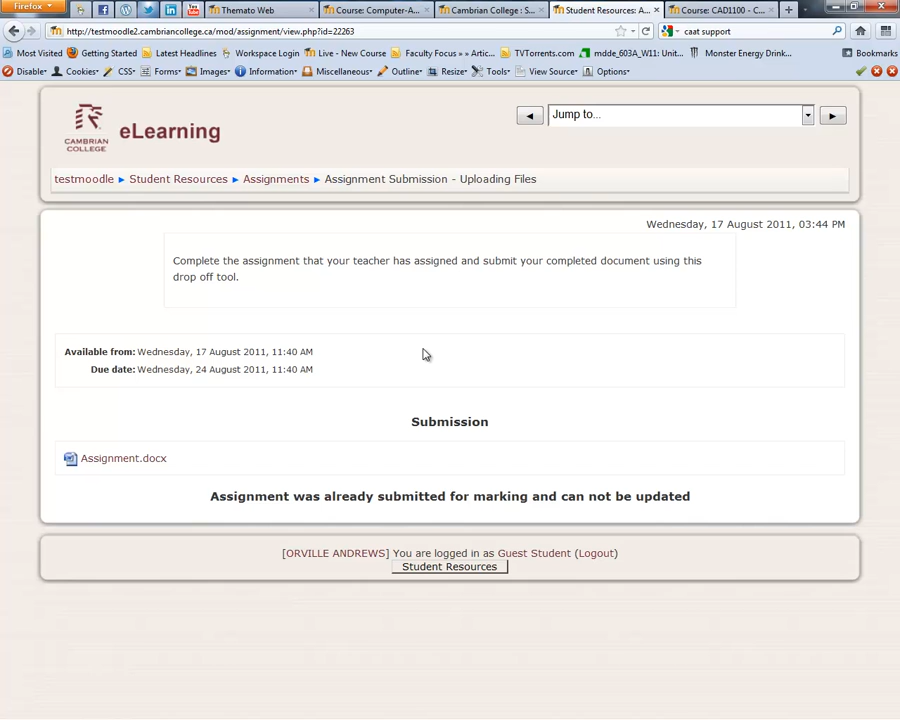 Firefox
Thema​to Web
Course: Computer-A...
Cambrian College : S...
Student Resources: A...
Course: CAD1100 - C...
http://testmoodle2.cambriancollege.ca/mod/assignment/view.php?id=22263
caat support
Most Visited
Getting Started
Latest Headlines
Workspace Login
Live - New Course
Faculty Focus » Artic...
TVTorrents.com
mdde_603A_W11: Unit...
Monster Energy Drink...
Bookmarks
Disable
Cookies
CSS
Forms
Images
Information
Miscellaneous
Outline
Resize
Tools
View Source
Options
CAMBRIAN
COLLEGE
eLearning
Jump to...
testmoodle ► Student Resources ► Assignments ► Assignment Submission - Uploading Files
Wednesday, 17 August 2011, 03:44 PM
Complete the assignment that your teacher has assigned and submit your completed document using this
drop off tool.
Available from: Wednesday, 17 August 2011, 11:40 AM
Due date: Wednesday, 24 August 2011, 11:40 AM
Submission
Assignment.docx
Assignment was already submitted for marking and can not be updated
[ORVILLE ANDREWS] You are logged in as Guest Student (Logout)
Student Resources